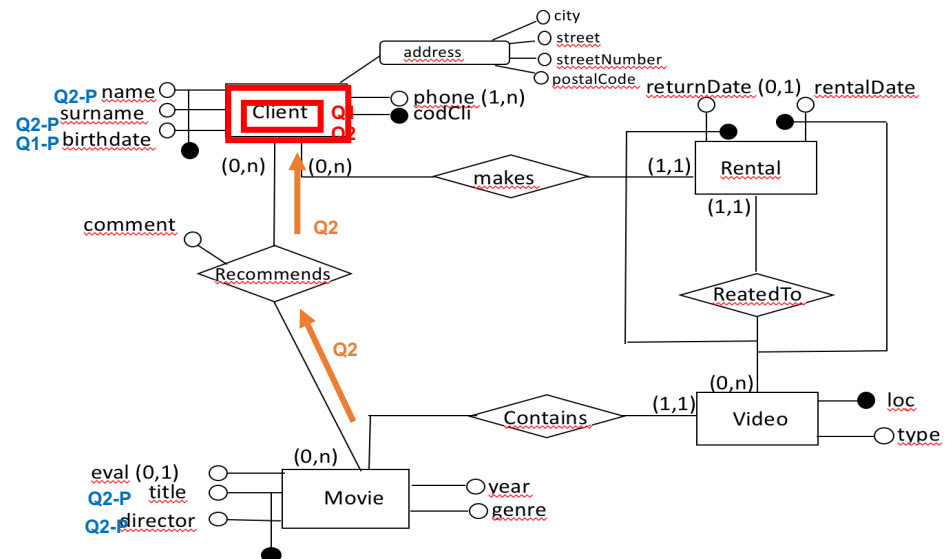 city
address
street
streetNumber
postalCode
returnDate (0,1) rentalDate
Q2-P name
Client
Q1
phone (1,n)
surname
codCli
Q2-P
Q2
Q1-P birthdate
(0,n)
(0,n)
makes
(1,1)
Rental
(1,1)
comment
Q2
Recommends
ReatedTo
Q2
(0,n)
(1,1)
loc
Contains
Video
type
(0,n)
eval (0,1)
Q2-P title
year
Movie
Q2-P director
genre